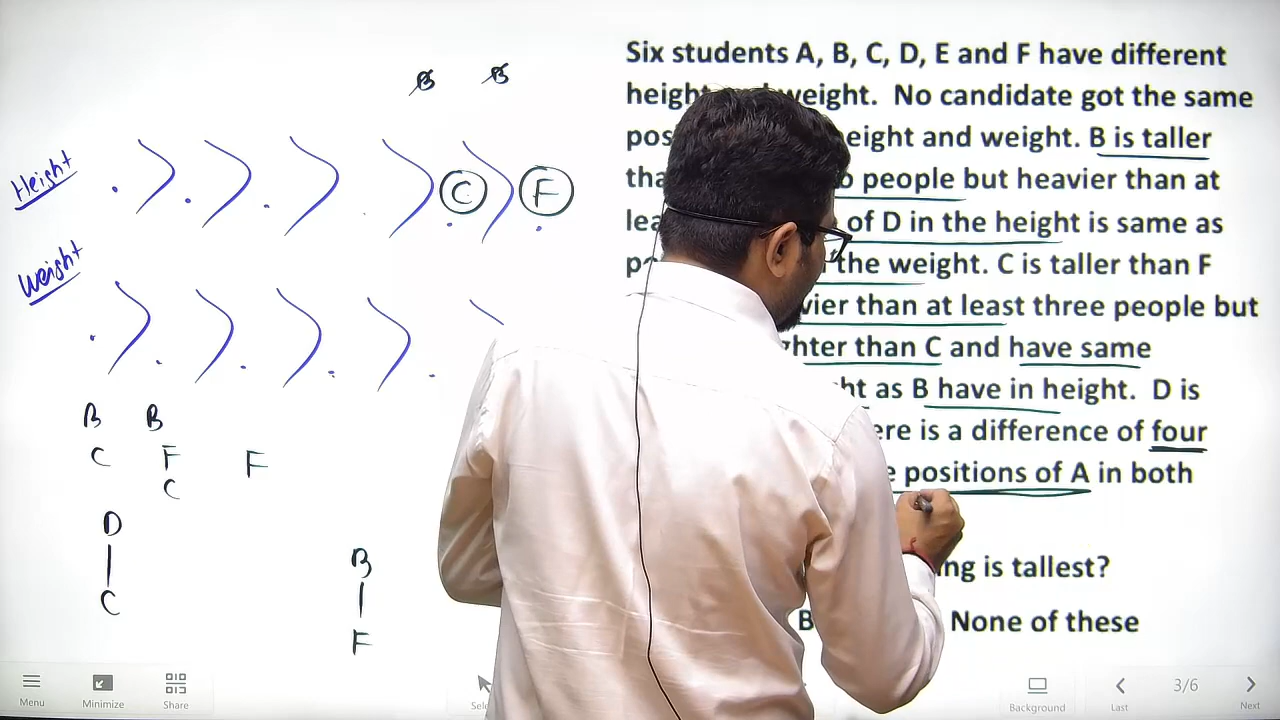 Six students A, B, C, D, E and F have different
height weight. No candidate got the same
eight and weight. B is taller
people but heavier than at
of D in the height is same as
the weight. C is taller than F
vier than at least three people but
hter than C and have same
ht as B have in height. D is
ere is a difference of four
positions of A in both
ng is tallest?
B None of these
B B
Height
C F
Weight
B B
C F F
C
D
C
B
F
Menu
Minimize
Share
Background
Last
3/6
Next